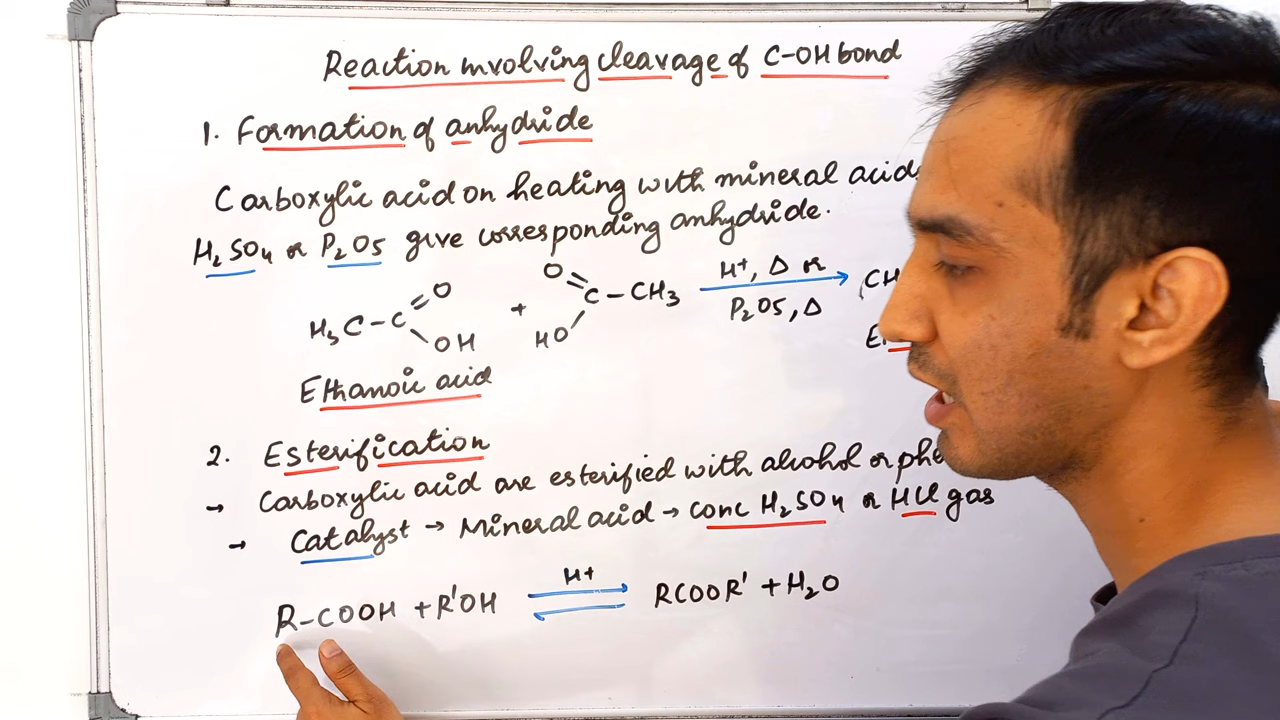 Reaction involving cleavage of C-OH bond
1. Formation of anhydride
Carboxylic acid on heating with mineral acid
H₂SO₄ or P₂O₅ give corresponding anhydride.
O O H⁺, Δ or
H₃C-C + C-CH₃ P₂O₅, Δ CH
OH HO
Ethanoic acid
2. Esterification
→ Carboxylic acid are esterified with alcohol or phe
→ Catalyst → Mineral acid → conc H₂SO₄ or HCl gas
H⁺
R-COOH + R'OH ⇌ RCOOR' + H₂O